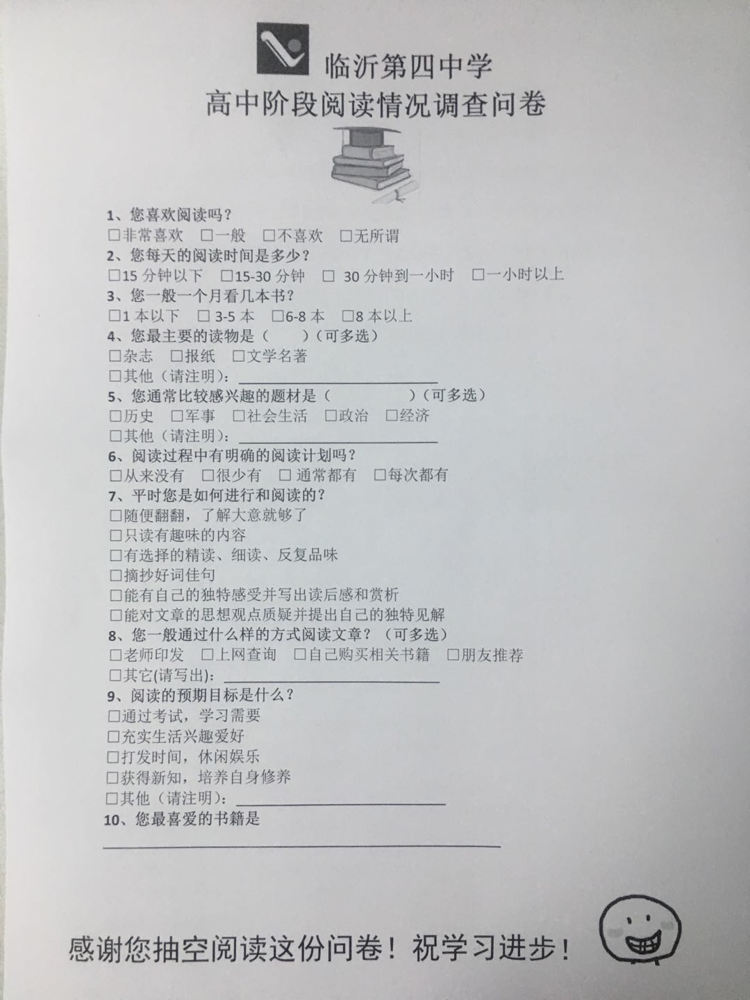 临沂第四中学
高中阶段阅读情况调查问卷
1、您喜欢阅读吗？
□非常喜欢 □一般 □不喜欢 □无所谓
2、您每天的阅读时间是多少？
□15 分钟以下 □15-30 分钟 □ 30 分钟到一小时 □一小时以上
3、您一般一个月看几本书？
□1 本以下 □ 3-5 本 □6-8 本 □8 本以上
4、您最主要的读物是（ ）（可多选）
□杂志 □报纸 □文学名著
□其他（请注明）：
5、您通常比较感兴趣的题材是（ ）（可多选）
□历史 □军事 □社会生活 □政治 □经济
□其他（请注明）：
6、阅读过程中有明确的阅读计划吗？
□从来没有 □很少有 □ 通常都有 □每次都有
7、平时您是如何进行和阅读的？
□随便翻翻，了解大意就够了
□只读有趣味的内容
□有选择的精读、细读、反复品味
□摘抄好词佳句
□能有自己的独特感受并写出读后感和赏析
□能对文章的思想观点质疑并提出自己的独特见解
8、您一般通过什么样的方式阅读文章？（可多选）
□老师印发 □上网查询 □自己购买相关书籍 □朋友推荐
□其它(请写出)：
9、阅读的预期目标是什么？
□通过考试，学习需要
□充实生活兴趣爱好
□打发时间，休闲娱乐
□获得新知，培养自身修养
□其他（请注明）：
10、您最喜爱的书籍是
感谢您抽空阅读这份问卷！祝学习进步！